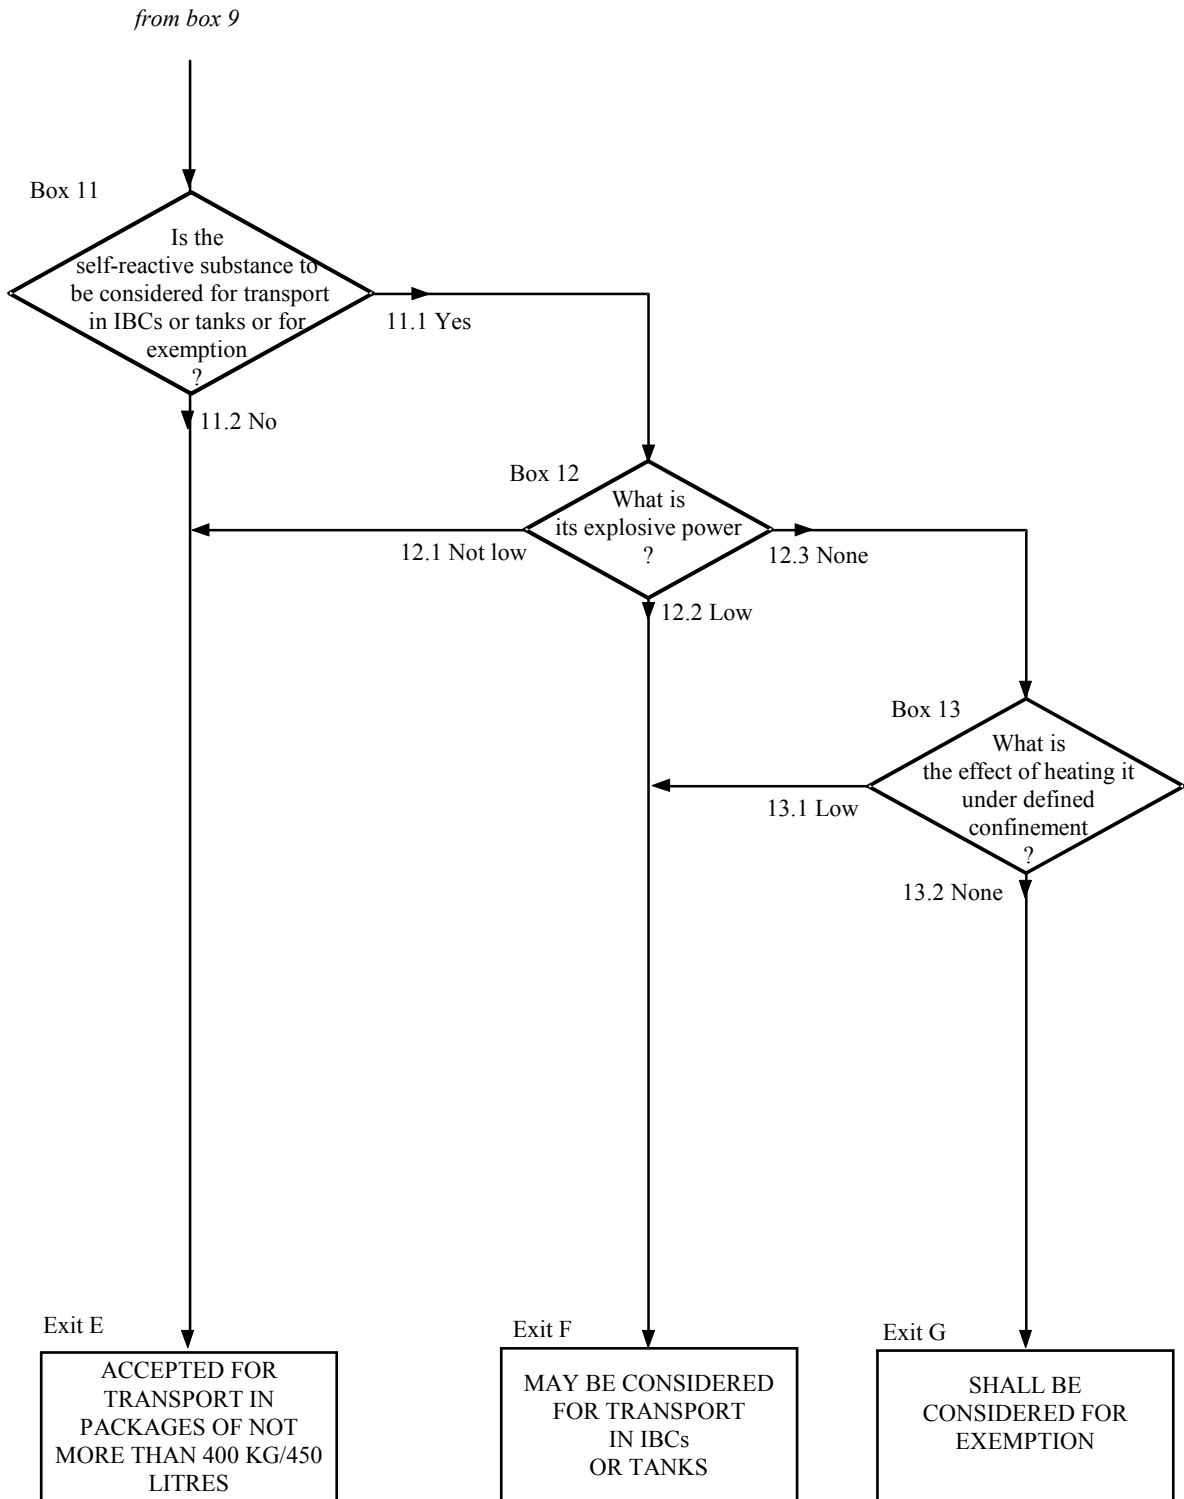 from box 9
Box 11
Is the
self-reactive substance to
be considered for transport
in IBCs or tanks or for
exemption
?
11.1 Yes
11.2 No
Box 12
What is
its explosive power
?
12.1 Not low
12.3 None
12.2 Low
Box 13
What is
the effect of heating it
under defined
confinement
?
13.1 Low
13.2 None
Exit E
ACCEPTED FOR
TRANSPORT IN
PACKAGES OF NOT
MORE THAN 400 KG/450
LITRES
Exit F
MAY BE CONSIDERED
FOR TRANSPORT
IN IBCs
OR TANKS
Exit G
SHALL BE
CONSIDERED FOR
EXEMPTION